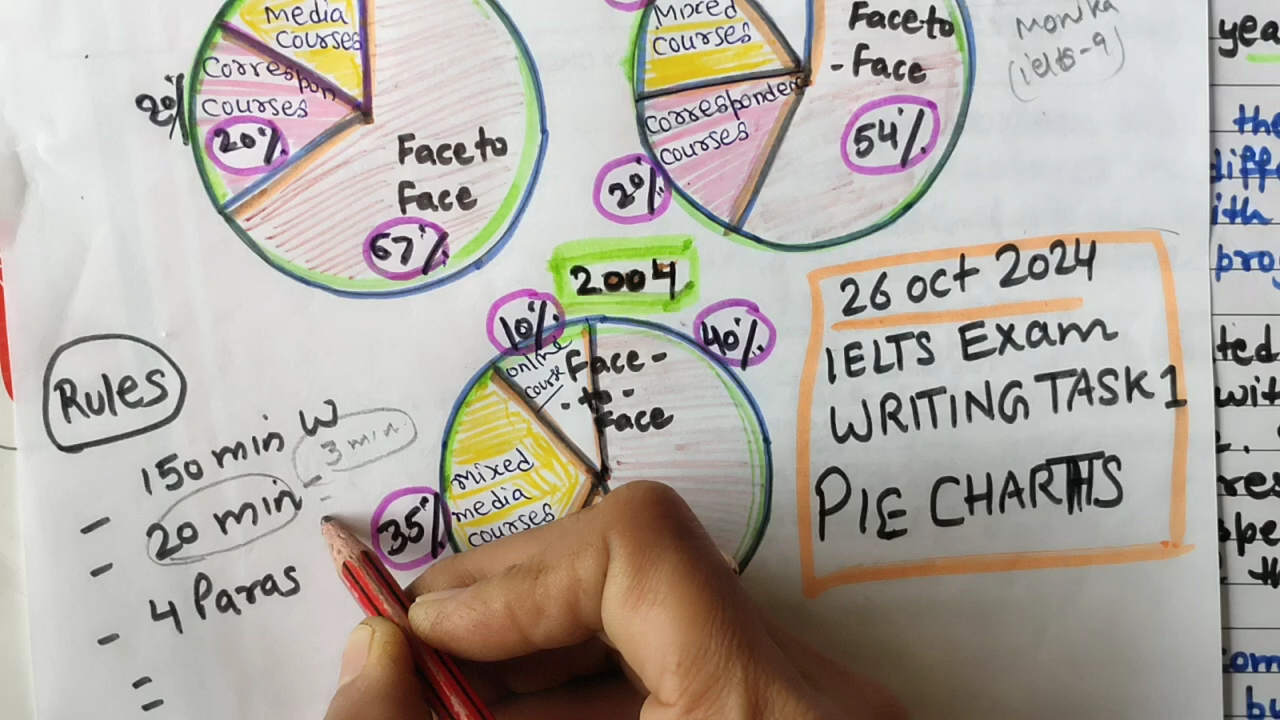 media
courses
correspon
courses
20%
20%
Face to
Face
67%
Mixed
courses
correspondence
courses
20%
Face to
- Face
54%
Monika
(ielts-9)
2004
10%
40%
online
course
Face-
-to-
Face
Mixed
media
courses
35%
26 oct 2024
IELTS Exam
WRITING TASK 1
PIE CHARTS
Rules
150 min W
- 20 min - 3 min
- 4 Paras
-
=
yea
the
diffe
ith
prog
ted
wit
res
spe
th
om
bu